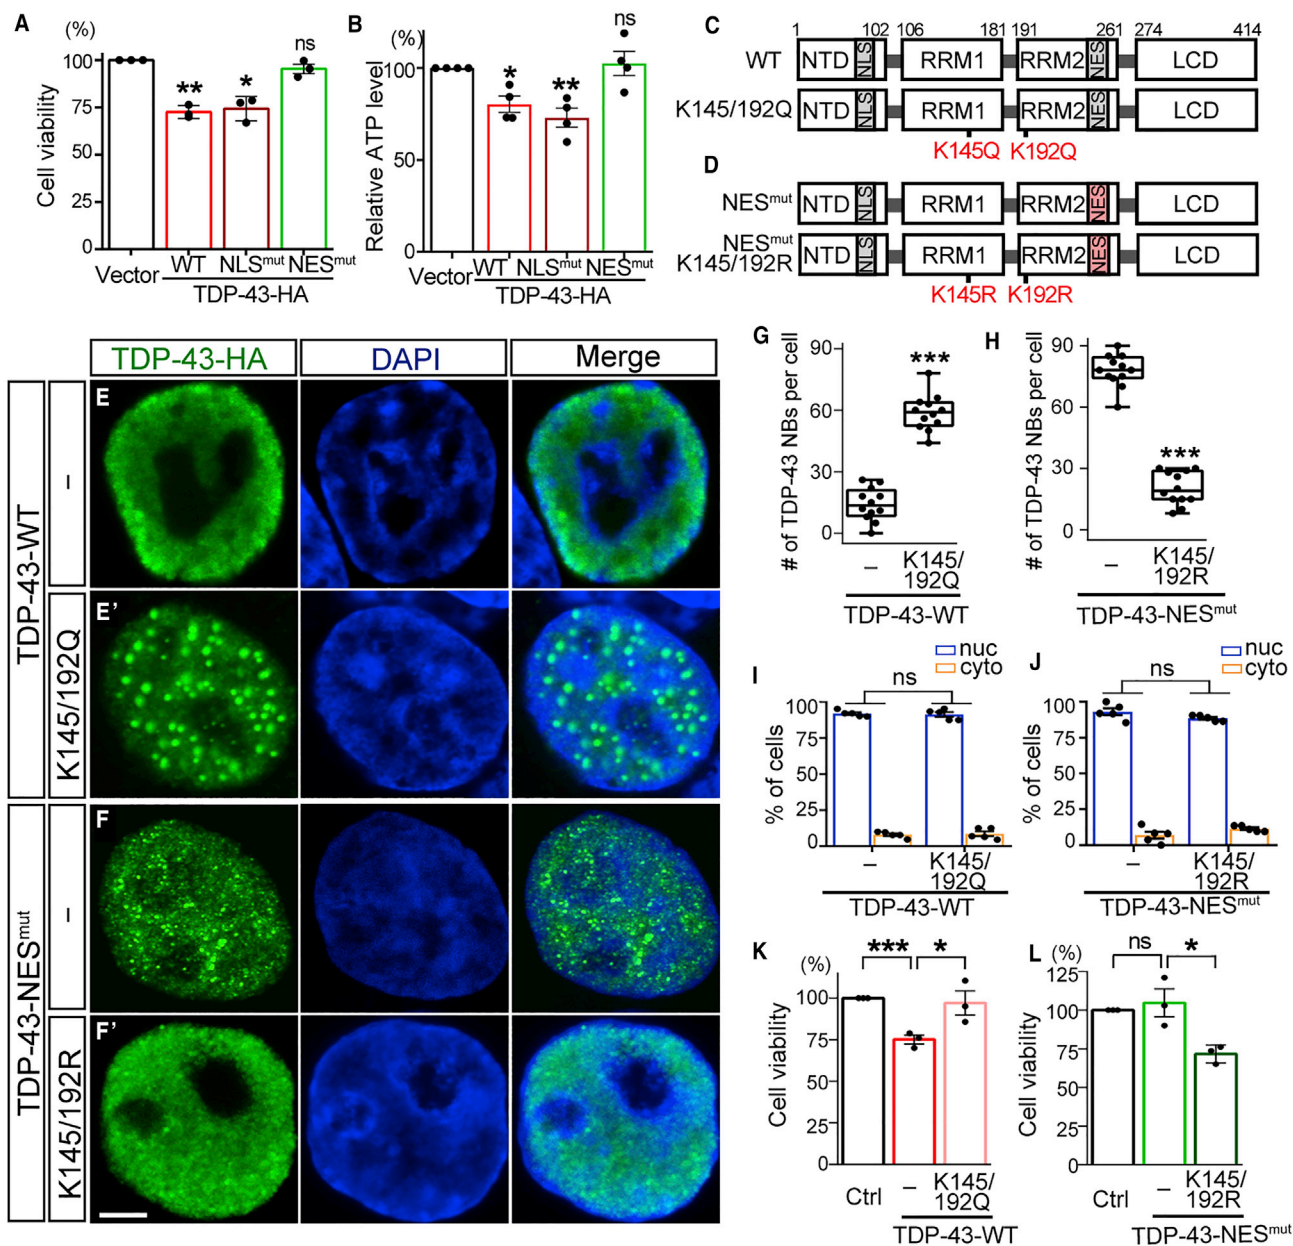 A
(%)
Cell viability
100
75
50
25
0
**
*
ns
Vector
WT
NLSmut
NESmut
TDP-43-HA
B
(%)
Relative ATP level
100
50
0
*
**
ns
Vector
WT
NLSmut
NESmut
TDP-43-HA
C
1 102 106 181 191 261 274 414
WT NTD NLS RRM1 RRM2 NES LCD
K145/192Q NTD NLS RRM1 RRM2 NES LCD
K145Q K192Q
D
NESmut NTD NLS RRM1 RRM2 NES LCD
NESmut
K145/192R NTD NLS RRM1 RRM2 NES LCD
K145R K192R
TDP-43-HA DAPI Merge
TDP-43-WT
–
E
K145/192Q
E'
TDP-43-NESmut
–
F
K145/192R
F'
G
# of TDP-43 NBs per cell
90
60
30
0
***
–
K145/
192Q
TDP-43-WT
H
# of TDP-43 NBs per cell
90
60
30
0
***
–
K145/
192R
TDP-43-NESmut
I
nuc
cyto
ns
% of cells
100
75
50
25
0
–
K145/
192Q
TDP-43-WT
J
nuc
cyto
ns
% of cells
100
75
50
25
0
–
K145/
192R
TDP-43-NESmut
K
(%)
*** *
Cell viability
100
75
50
25
0
Ctrl
–
K145/
192Q
TDP-43-WT
L
(%)
ns *
Cell viability
125
100
75
50
25
0
Ctrl
–
K145/
192R
TDP-43-NESmut